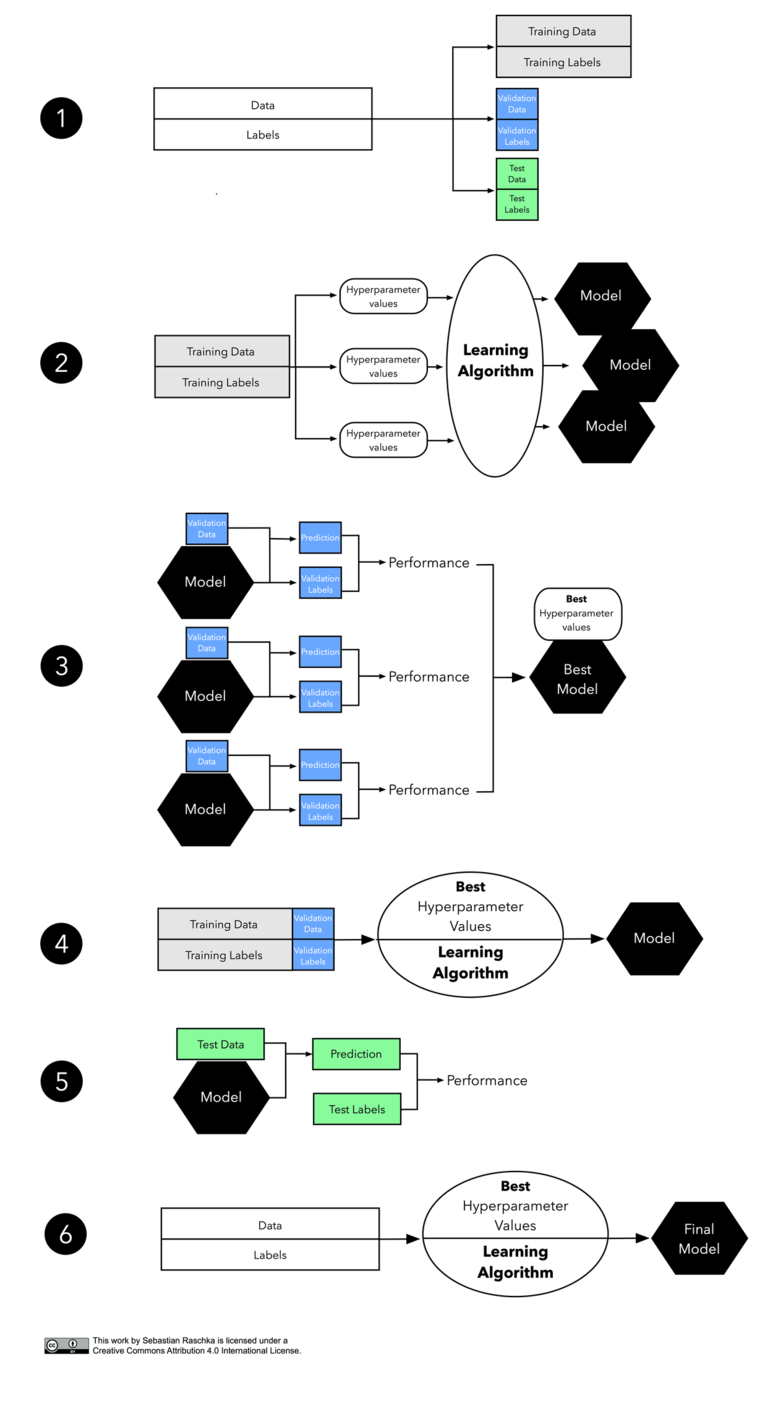 1
Data
Labels
Training Data
Training Labels
Validation
Data
Validation
Labels
Test
Data
Test
Labels
2
Training Data
Training Labels
Hyperparameter
values
Hyperparameter
values
Hyperparameter
values
Learning
Algorithm
Model
Model
Model
3
Validation
Data
Model
Prediction
Validation
Labels
Performance
Validation
Data
Model
Prediction
Validation
Labels
Performance
Validation
Data
Model
Prediction
Validation
Labels
Performance
Best
Hyperparameter
values
Best
Model
4
Training Data
Training Labels
Validation
Data
Validation
Labels
Best
Hyperparameter
Values
Learning
Algorithm
Model
5
Test Data
Model
Prediction
Test Labels
Performance
6
Data
Labels
Best
Hyperparameter
Values
Learning
Algorithm
Final
Model
cc
BY
This work by Sebastian Raschka is licensed under a
Creative Commons Attribution 4.0 International License.